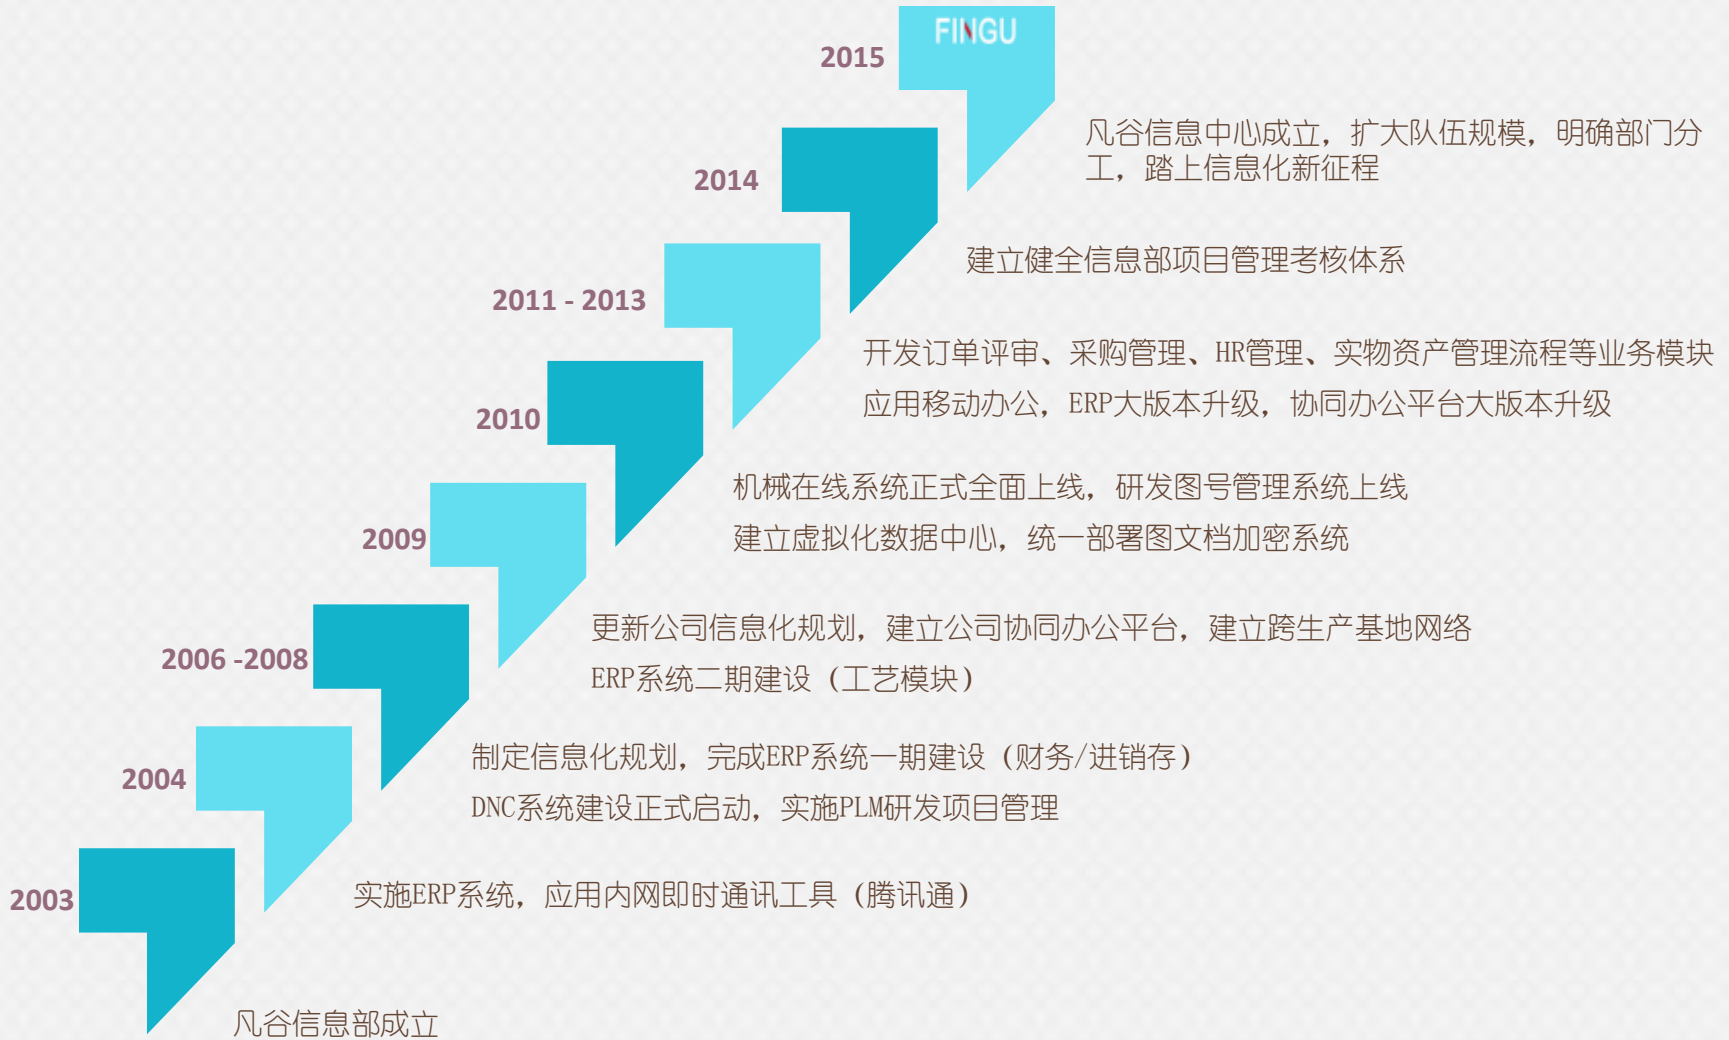 FINGU
2015
凡谷信息中心成立，扩大队伍规模，明确部门分
工，踏上信息化新征程
2014
建立健全信息部项目管理考核体系
2011 - 2013
开发订单评审、采购管理、HR管理、实物资产管理流程等业务模块
应用移动办公，ERP大版本升级，协同办公平台大版本升级
2010
机械在线系统正式全面上线，研发图号管理系统上线
建立虚拟化数据中心，统一部署图文档加密系统
2009
更新公司信息化规划，建立公司协同办公平台，建立跨生产基地网络
ERP系统二期建设（工艺模块）
2006 -2008
制定信息化规划，完成ERP系统一期建设（财务/进销存）
DNC系统建设正式启动，实施PLM研发项目管理
2004
实施ERP系统，应用内网即时通讯工具（腾讯通）
2003
凡谷信息部成立